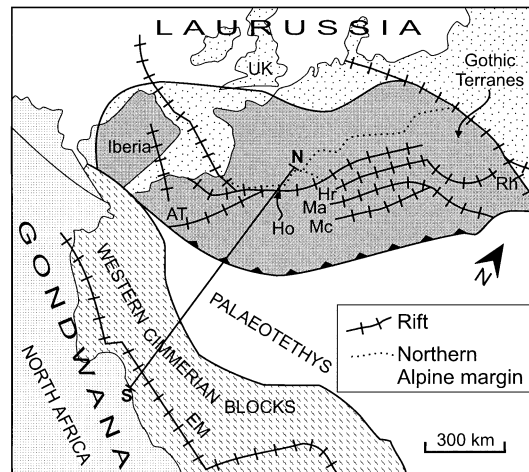 LAURUSSIA
UK
Gothic
Terranes
Iberia
N
Rh
Hr
AT
Ma
Ho
Mc
N
GONDWANA
WESTERN CIMMERIAN
BLOCKS
PALAEOTETHYS
NORTH AFRICA
S
EM
Rift
Northern
Alpine margin
300 km